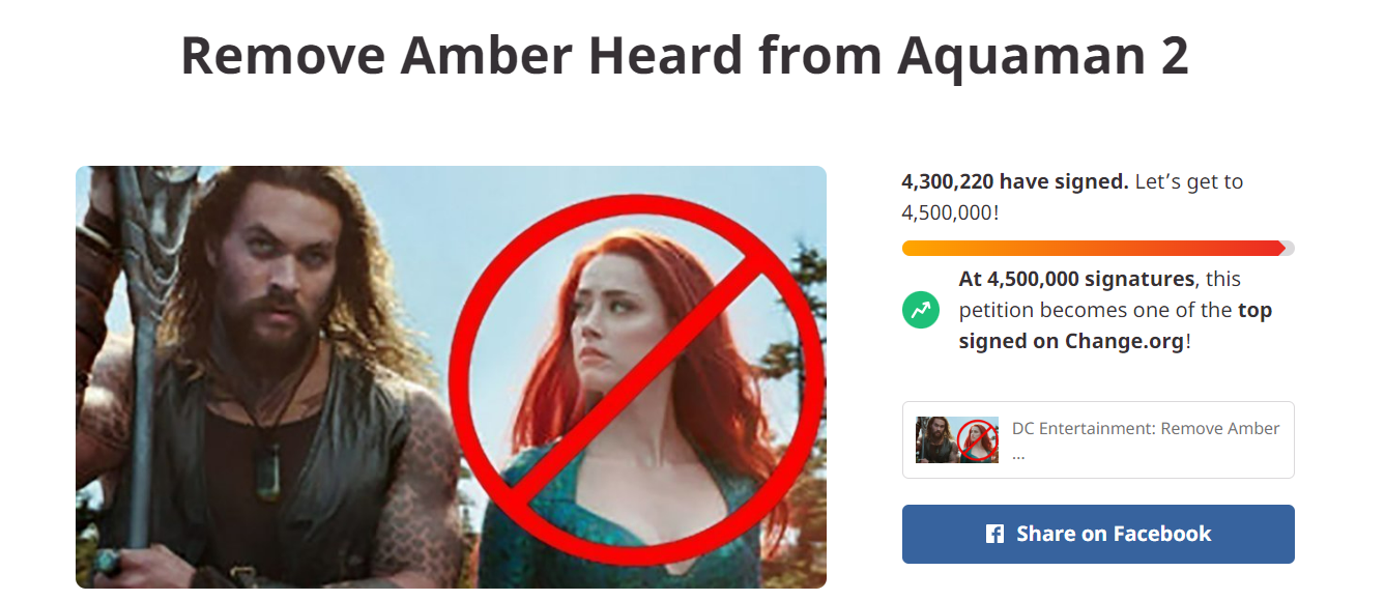 Remove Amber Heard from Aquaman 2
4,300,220 have signed. Let’s get to
4,500,000!
At 4,500,000 signatures, this
petition becomes one of the top
signed on Change.org!
DC Entertainment: Remove Amber
...
Share on Facebook